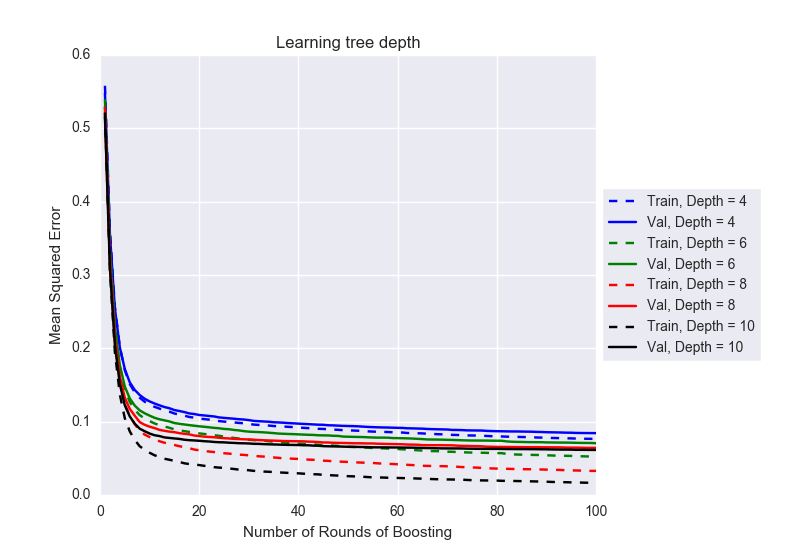 Learning tree depth
0.6
0.5
0.4
0.3
0.2
0.1
0.0
Mean Squared Error
0
20
40
60
80
100
Number of Rounds of Boosting
Train, Depth = 4
Val, Depth = 4
Train, Depth = 6
Val, Depth = 6
Train, Depth = 8
Val, Depth = 8
Train, Depth = 10
Val, Depth = 10